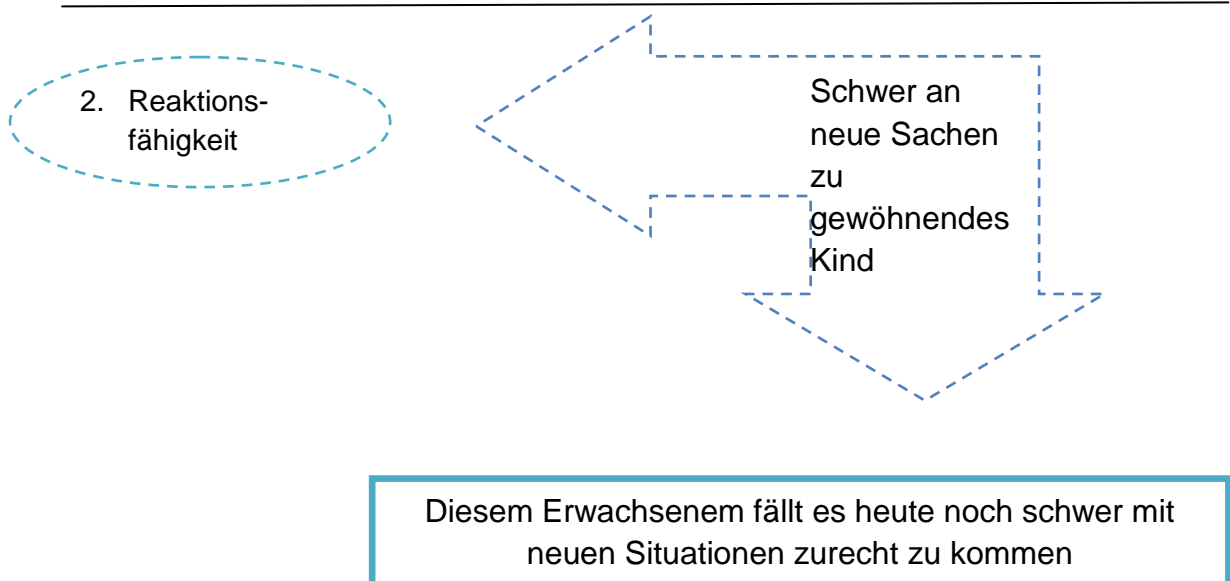 2. Reaktions-
fähigkeit
Schwer an
neue Sachen
zu
gewöhnendes
Kind
Diesem Erwachsenem fällt es heute noch schwer mit
neuen Situationen zurecht zu kommen